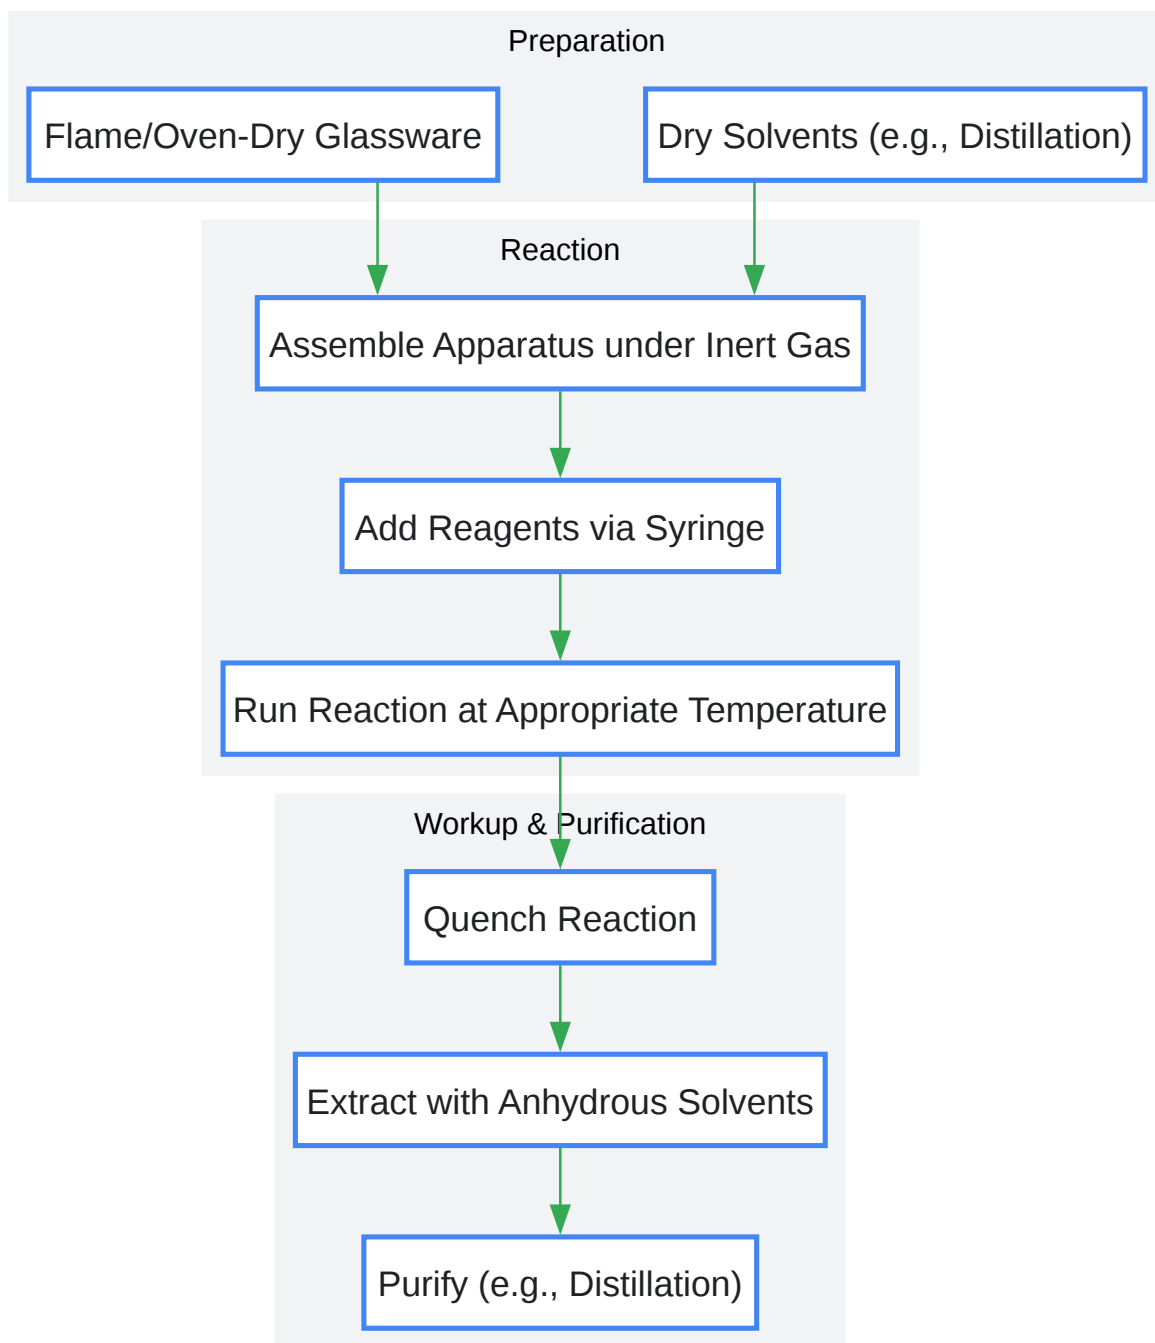 Preparation
Flame/Oven-Dry Glassware
Dry Solvents (e.g., Distillation)
Reaction
Assemble Apparatus under Inert Gas
Add Reagents via Syringe
Run Reaction at Appropriate Temperature
Workup & Purification
Quench Reaction
Extract with Anhydrous Solvents
Purify (e.g., Distillation)